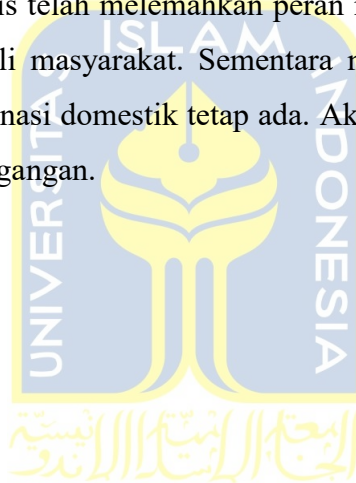 is telah melemahkan peran
li masyarakat. Sementara
nasi domestik tetap ada. Ak
gangan.
ISLAM
UNIVERSITAS
INDONESIA